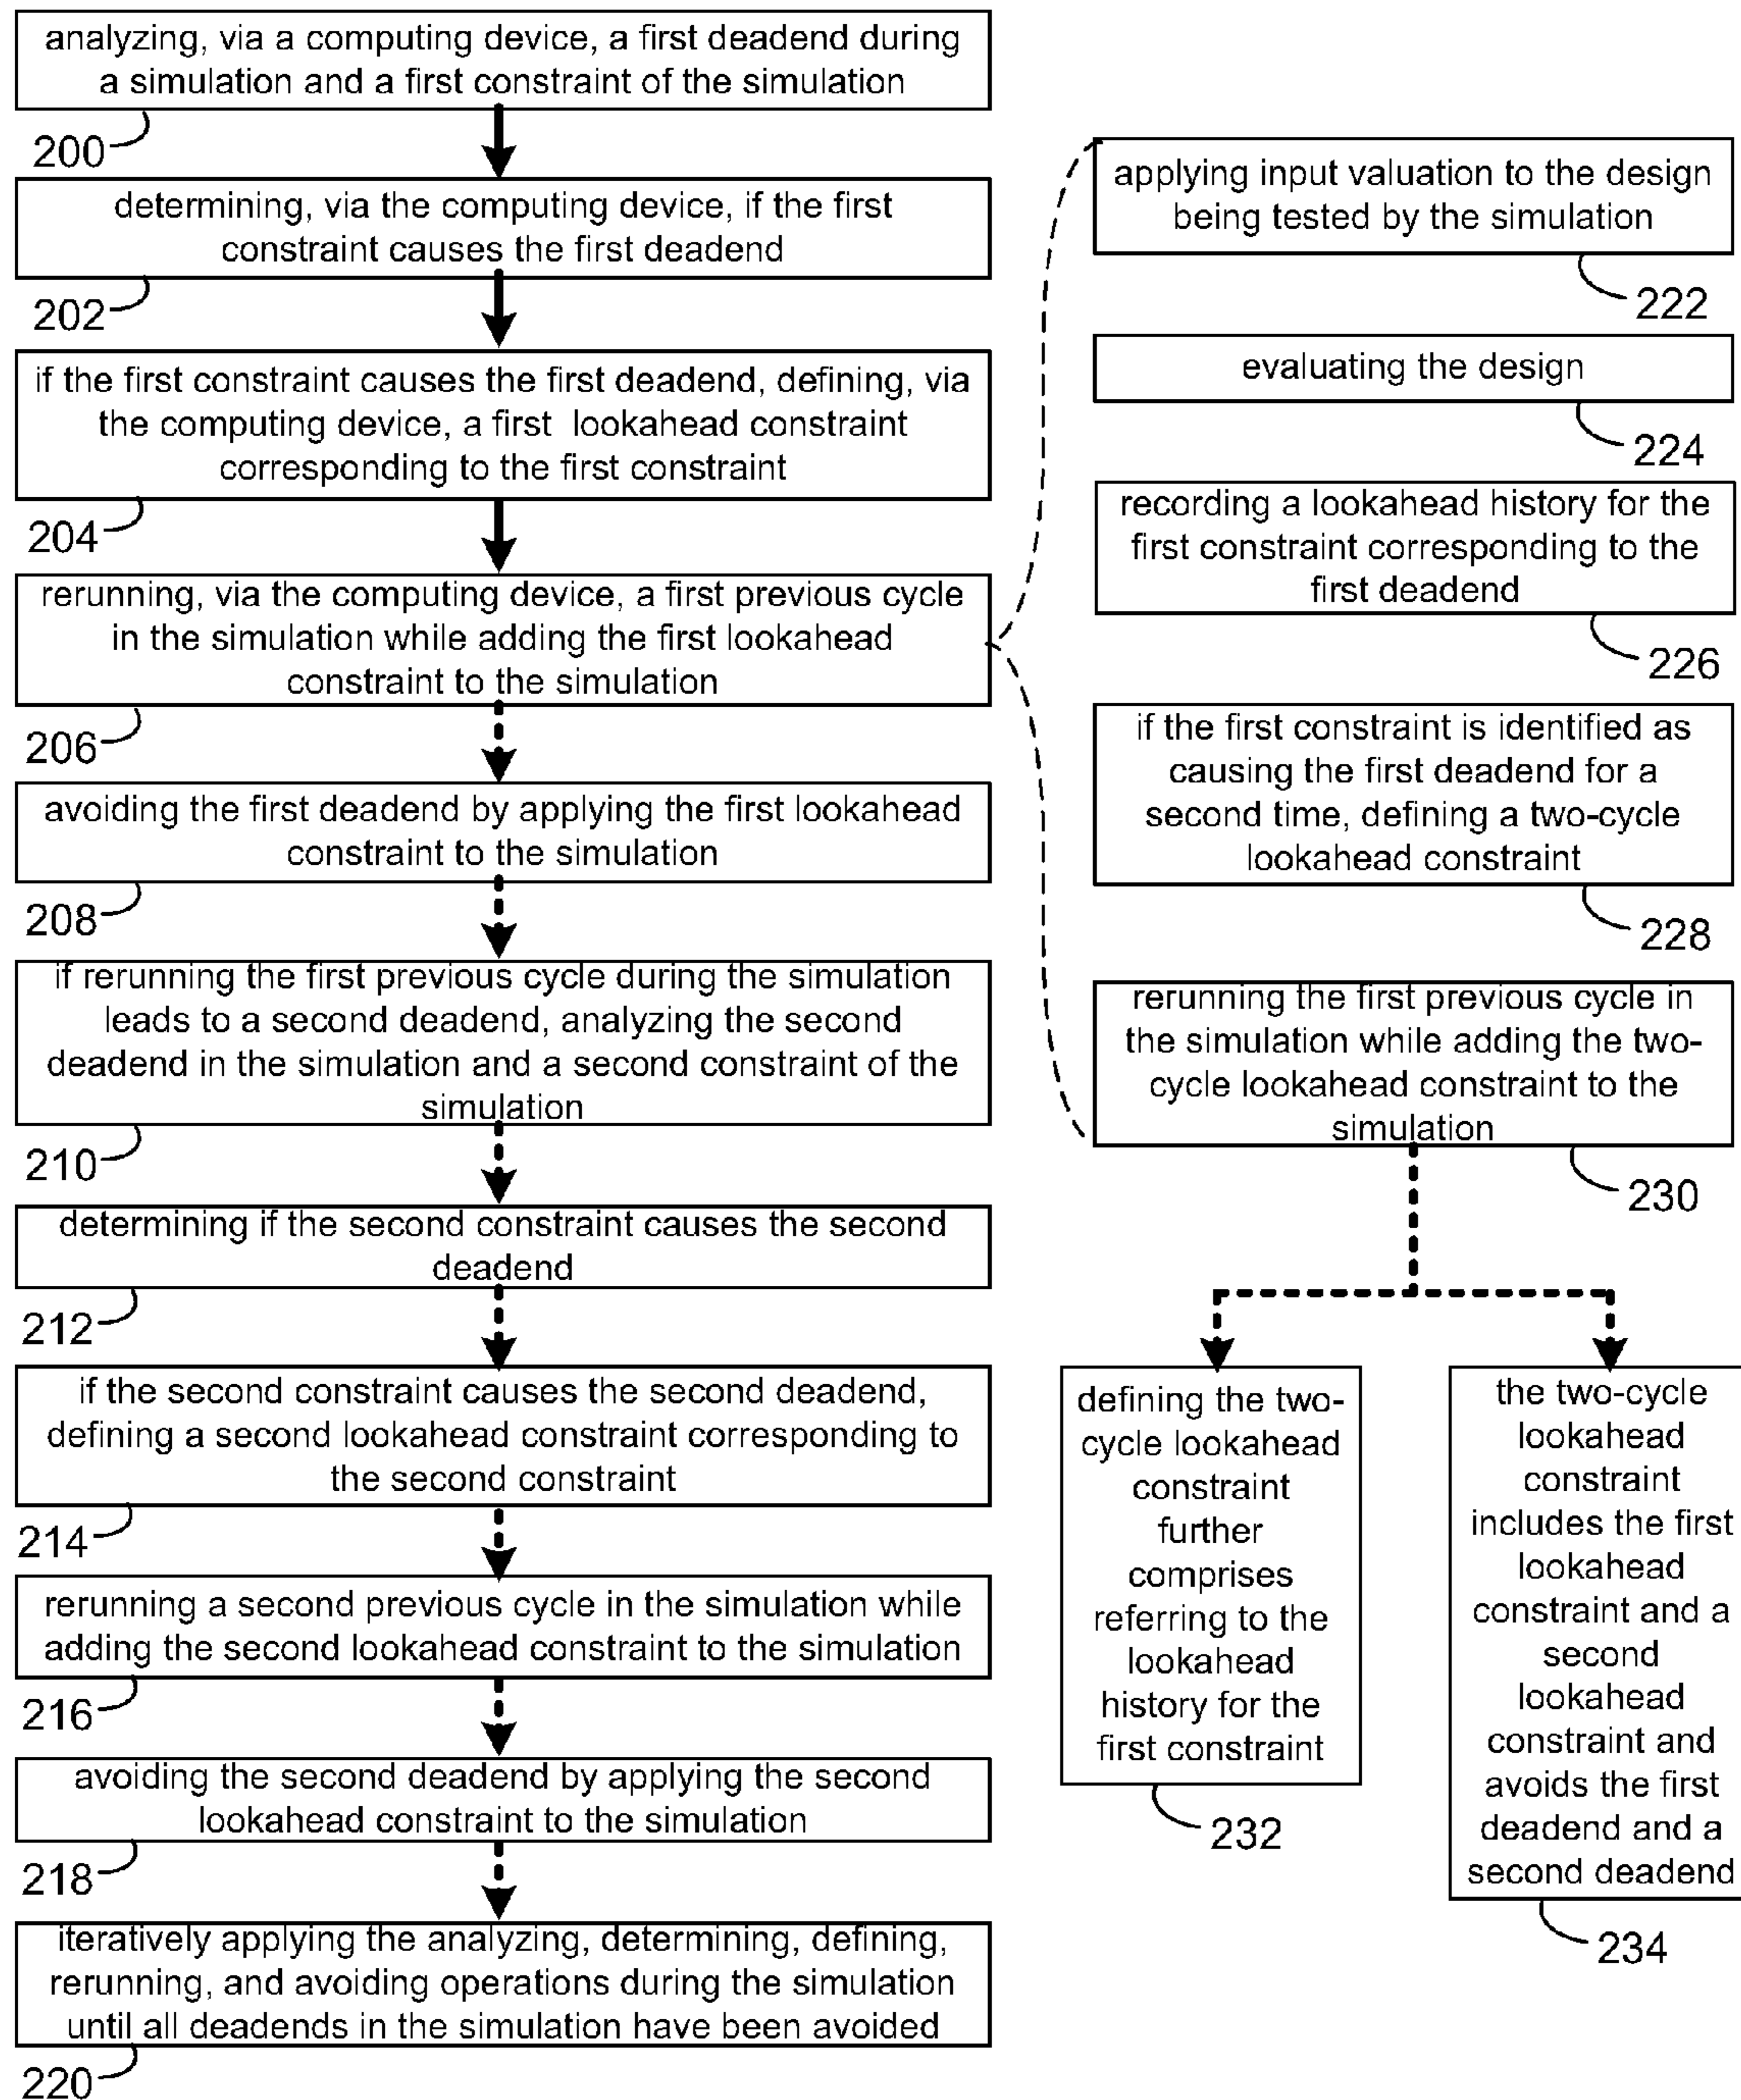 analyzing, via a computing device, a first deadend during
a simulation and a first constraint of the simulation
200
determining, via the computing device, if the first
constraint causes the first deadend
202
if the first constraint causes the first deadend, defining, via
the computing device, a first lookahead constraint
corresponding to the first constraint
204
rerunning, via the computing device, a first previous cycle
in the simulation while adding the first lookahead
constraint to the simulation
206
avoiding the first deadend by applying the first lookahead
constraint to the simulation
208
if rerunning the first previous cycle during the simulation
leads to a second deadend, analyzing the second
deadend in the simulation and a second constraint of the
simulation
210
determining if the second constraint causes the second
deadend
212
if the second constraint causes the second deadend,
defining a second lookahead constraint corresponding to
the second constraint
214
rerunning a second previous cycle in the simulation while
adding the second lookahead constraint to the simulation
216
avoiding the second deadend by applying the second
lookahead constraint to the simulation
218
iteratively applying the analyzing, determining, defining,
rerunning, and avoiding operations during the simulation
until all deadends in the simulation have been avoided
220
applying input valuation to the design
being tested by the simulation
222
evaluating the design
224
recording a lookahead history for the
first constraint corresponding to the
first deadend
226
if the first constraint is identified as
causing the first deadend for a
second time, defining a two-cycle
lookahead constraint
228
rerunning the first previous cycle in
the simulation while adding the two-
cycle lookahead constraint to the
simulation
230
defining the two-
cycle lookahead
constraint
further
comprises
referring to the
lookahead
history for the
first constraint
232
the two-cycle
lookahead
constraint
includes the first
lookahead
constraint and a
second
lookahead
constraint and
avoids the first
deadend and a
second deadend
234